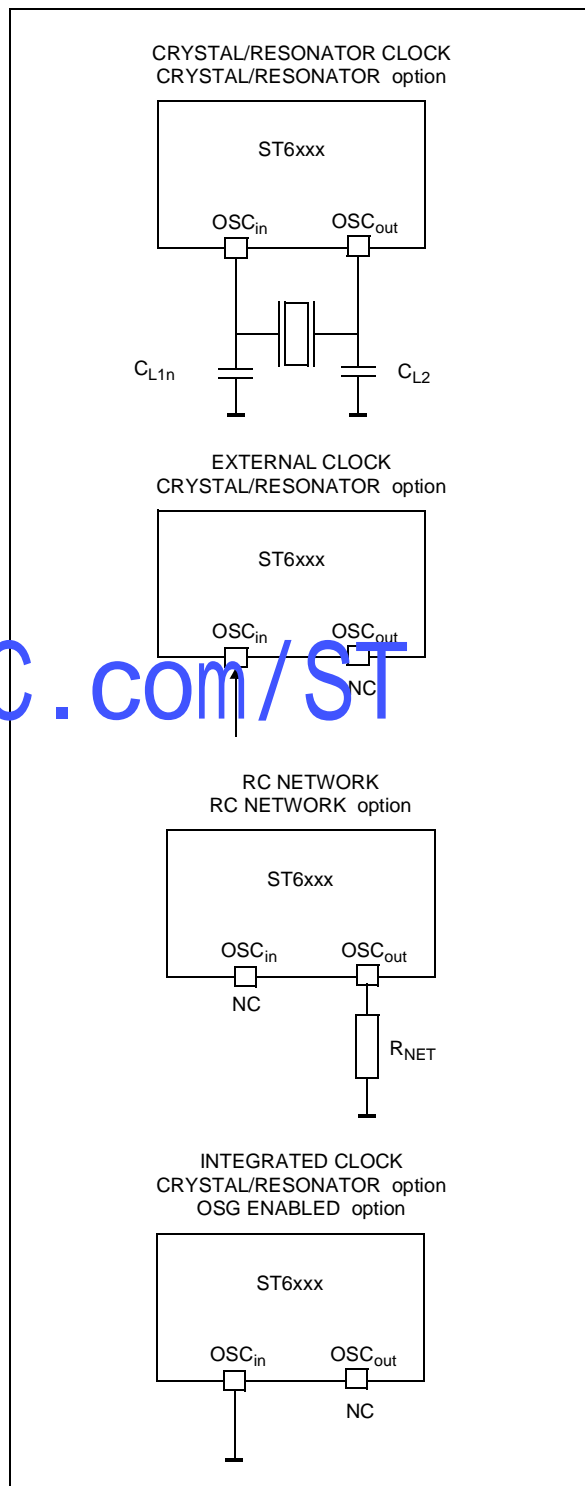 CRYSTAL/RESONATOR CLOCK
CRYSTAL/RESONATOR option
ST6xxx
OSCin OSCout
CL1n CL2
EXTERNAL CLOCK
CRYSTAL/RESONATOR option
ST6xxx
OSCin OSCout
NC
C.com/ST
RC NETWORK
RC NETWORK option
ST6xxx
OSCin OSCout
NC
RNET
INTEGRATED CLOCK
CRYSTAL/RESONATOR option
OSG ENABLED option
ST6xxx
OSCin OSCout
NC